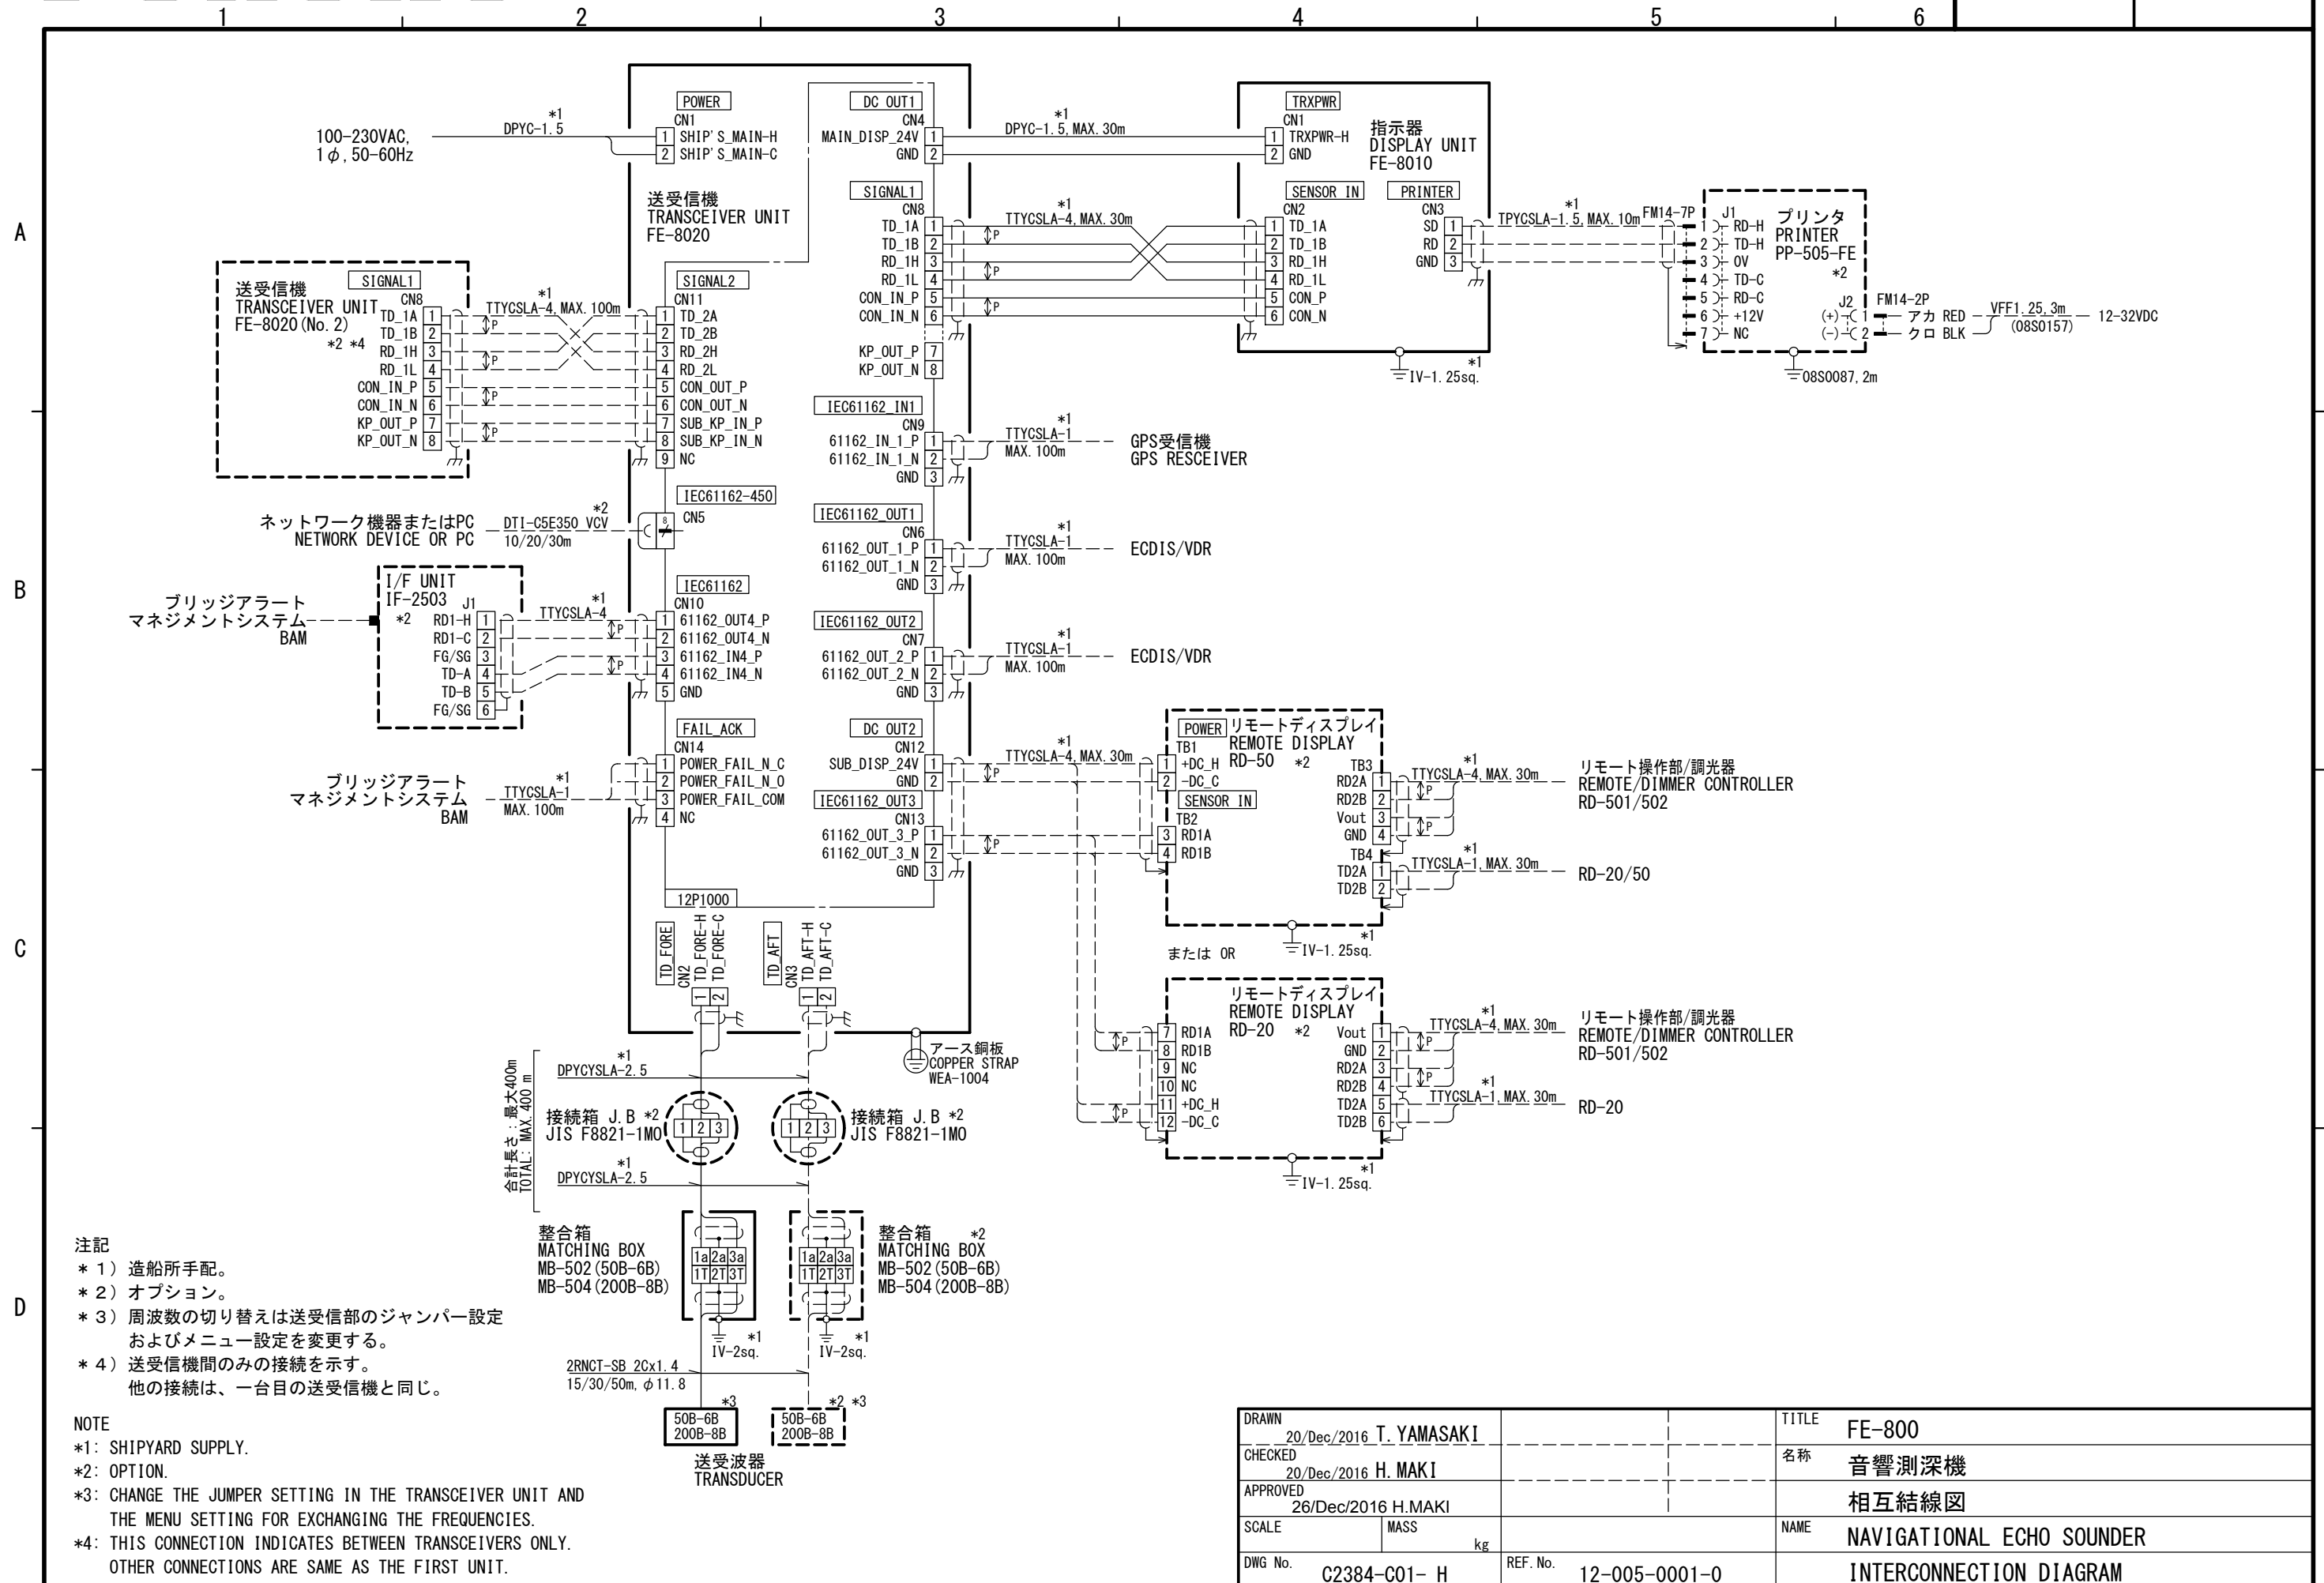 1
2
3
4
5
6
A
B
C
D
100-230VAC,
1φ, 50-60Hz
*1
DPYC-1.5
POWER
CN1
1 SHIP'S_MAIN-H
2 SHIP'S_MAIN-C
送受信機
TRANSCEIVER UNIT
FE-8020
DC OUT1
CN4
MAIN_DISP_24V 1
GND 2
*1
DPYC-1.5, MAX. 30m
TRXPWR
CN1
1 TRXPWR-H
2 GND
指示器
DISPLAY UNIT
FE-8010
SIGNAL1
CN8
TD_1A 1
TD_1B 2
RD_1H 3
RD_1L 4
CON_IN_P 5
CON_IN_N 6
KP_OUT_P 7
KP_OUT_N 8
*1
TTYCSLA-4, MAX. 30m
P
P
P
SENSOR IN
CN2
1 TD_1A
2 TD_1B
3 RD_1H
4 RD_1L
5 CON_P
6 CON_N
PRINTER
CN3
SD 1
RD 2
GND 3
*1
IV-1.25sq.
*1
TPYCSLA-1.5, MAX. 10m
FM14-7P
J1
1 RD-H
2 TD-H
3 0V
4 TD-C
5 RD-C
6 +12V
7 NC
プリンタ
PRINTER
PP-505-FE
*2
J2
(+) 1
(-) 2
FM14-2P
アカ RED
クロ BLK
VFF1.25, 3m
(08S0157)
12-32VDC
08S0087, 2m
送受信機
TRANSCEIVER UNIT
FE-8020(No. 2)
*2 *4
SIGNAL1
CN8
TD_1A 1
TD_1B 2
RD_1H 3
RD_1L 4
CON_IN_P 5
CON_IN_N 6
KP_OUT_P 7
KP_OUT_N 8
*1
TTYCSLA-4, MAX. 100m
P
P
P
P
SIGNAL2
CN11
1 TD_2A
2 TD_2B
3 RD_2H
4 RD_2L
5 CON_OUT_P
6 CON_OUT_N
7 SUB_KP_IN_P
8 SUB_KP_IN_N
9 NC
IEC61162_IN1
CN9
61162_IN_1_P 1
61162_IN_1_N 2
GND 3
*1
TTYCSLA-1
MAX. 100m
GPS受信機
GPS RESCEIVER
ネットワーク機器またはPC
NETWORK DEVICE OR PC
*2
DTI-C5E350 VCV
10/20/30m
IEC61162-450
8
CN5
IEC61162_OUT1
CN6
61162_OUT_1_P 1
61162_OUT_1_N 2
GND 3
*1
TTYCSLA-1
MAX. 100m
ECDIS/VDR
ブリッジアラート
マネジメントシステム
BAM
I/F UNIT
IF-2503
*2
J1
RD1-H 1
RD1-C 2
FG/SG 3
TD-A 4
TD-B 5
FG/SG 6
*1
TTYCSLA-4
P
P
IEC61162
CN10
1 61162_OUT4_P
2 61162_OUT4_N
3 61162_IN4_P
4 61162_IN4_N
5 GND
IEC61162_OUT2
CN7
61162_OUT_2_P 1
61162_OUT_2_N 2
GND 3
*1
TTYCSLA-1
MAX. 100m
ECDIS/VDR
ブリッジアラート
マネジメントシステム
BAM
*1
TTYCSLA-1
MAX. 100m
FAIL_ACK
CN14
1 POWER_FAIL_N_C
2 POWER_FAIL_N_O
3 POWER_FAIL_COM
4 NC
12P1000
DC OUT2
CN12
SUB_DISP_24V 1
GND 2
IEC61162_OUT3
CN13
61162_OUT_3_P 1
61162_OUT_3_N 2
GND 3
*1
TTYCSLA-4, MAX. 30m
P
P
POWER
リモートディスプレイ
REMOTE DISPLAY
RD-50 *2
TB1
1 +DC_H
2 -DC_C
SENSOR IN
TB2
3 RD1A
4 RD1B
TB3
RD2A 1
RD2B 2
Vout 3
GND 4
TB4
TD2A 1
TD2B 2
*1
TTYCSLA-4, MAX. 30m
P
P
リモート操作部/調光器
REMOTE/DIMMER CONTROLLER
RD-501/502
*1
TTYCSLA-1, MAX. 30m
RD-20/50
*1
IV-1.25sq.
または OR
リモートディスプレイ
REMOTE DISPLAY
RD-20 *2
7 RD1A
8 RD1B
9 NC
10 NC
11 +DC_H
12 -DC_C
P
P
Vout 1
GND 2
RD2A 3
RD2B 4
TD2A 5
TD2B 6
*1
TTYCSLA-4, MAX. 30m
P
P
リモート操作部/調光器
REMOTE/DIMMER CONTROLLER
RD-501/502
*1
TTYCSLA-1, MAX. 30m
RD-20
*1
IV-1.25sq.
TD_FORE
CN2
TD_FORE-H
TD_FORE-C
1 2
TD_AFT
CN3
TD_AFT-H
TD_AFT-C
1 2
アース銅板
COPPER STRAP
WEA-1004
合計長さ:最大400m
TOTAL: MAX. 400 m
*1
DPYCYSLA-2.5
接続箱 J.B *2
JIS F8821-1MO
1 2 3
1 2 3
接続箱 J.B *2
JIS F8821-1MO
*1
DPYCYSLA-2.5
整合箱
MATCHING BOX
MB-502(50B-6B)
MB-504(200B-8B)
1a 2a 3a
1T 2T 3T
1a 2a 3a
1T 2T 3T
整合箱 *2
MATCHING BOX
MB-502(50B-6B)
MB-504(200B-8B)
*1
IV-2sq.
*1
IV-2sq.
2RNCT-SB 2Cx1.4
15/30/50m, φ11.8
*3
50B-6B
200B-8B
*2 *3
50B-6B
200B-8B
送受波器
TRANSDUCER
注記
*1) 造船所手配。
*2) オプション。
*3) 周波数の切り替えは送受信部のジャンパー設定
およびメニュー設定を変更する。
*4) 送受信機間のみの接続を示す。
他の接続は、一台目の送受信機と同じ。
NOTE
*1: SHIPYARD SUPPLY.
*2: OPTION.
*3: CHANGE THE JUMPER SETTING IN THE TRANSCEIVER UNIT AND
THE MENU SETTING FOR EXCHANGING THE FREQUENCIES.
*4: THIS CONNECTION INDICATES BETWEEN TRANSCEIVERS ONLY.
OTHER CONNECTIONS ARE SAME AS THE FIRST UNIT.
DRAWN
20/Dec/2016 T. YAMASAKI
CHECKED
20/Dec/2016 H. MAKI
APPROVED
26/Dec/2016 H.MAKI
SCALE
MASS
kg
DWG No.
C2384-C01- H
REF. No.
12-005-0001-0
TITLE
FE-800
名称
音響測深機
相互結線図
NAME
NAVIGATIONAL ECHO SOUNDER
INTERCONNECTION DIAGRAM